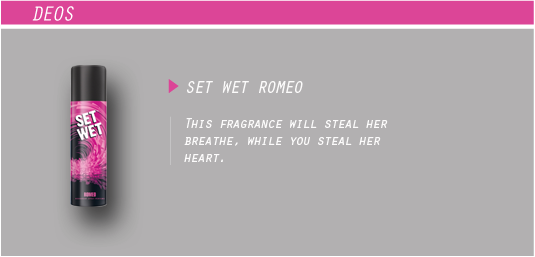 DEOS
SET WET ROMEO
THIS FRAGRANCE WILL STEAL HER
BREATHE, WHILE YOU STEAL HER
HEART.
SET
WET
ROMEO